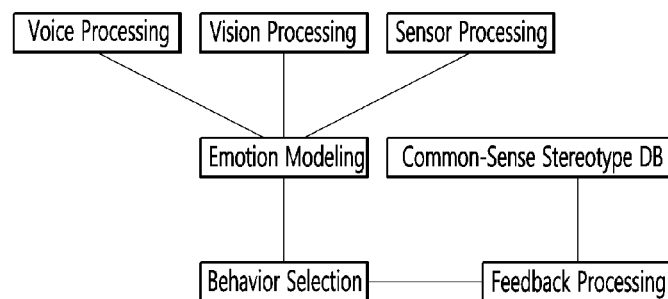 Voice Processing
Vision Processing
Sensor Processing
Emotion Modeling
Common-Sense Stereotype DB
Behavior Selection
Feedback Processing